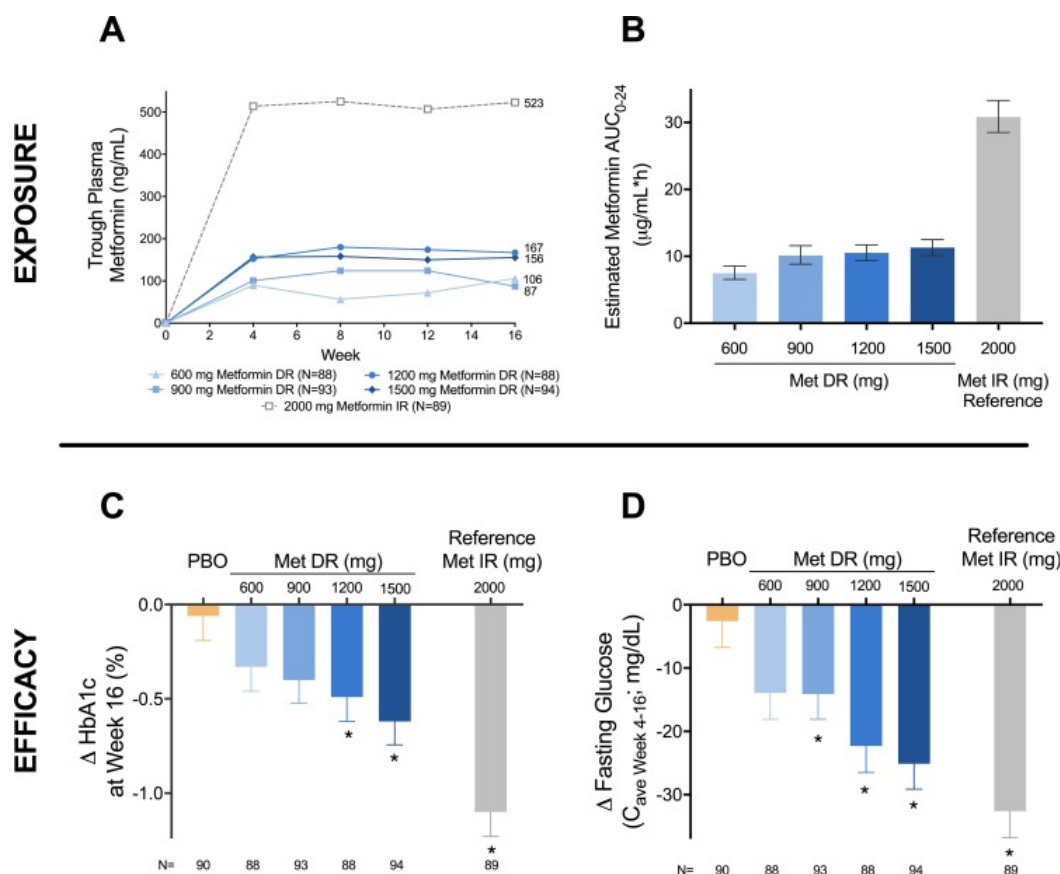 EXPOSURE
A
Trough Plasma
Metformin (ng/mL)
500
400
300
200
100
0
523
167
156
106
87
0 2 4 6 8 10 12 14 16
Week
600 mg Metformin DR (N=88)
1200 mg Metformin DR (N=88)
900 mg Metformin DR (N=93)
1500 mg Metformin DR (N=94)
2000 mg Metformin IR (N=89)
B
Estimated Metformin AUC0-24
(µg/mL*h)
30
20
10
0
600 900 1200 1500 2000
Met DR (mg)
Met IR (mg)
Reference
EFFICACY
C
Reference
PBO Met DR (mg) Met IR (mg)
600 900 1200 1500 2000
Δ HbA1c
at Week 16 (%)
0.0
-0.5
-1.0
* * *
N= 90 88 93 88 94 89
D
Reference
PBO Met DR (mg) Met IR (mg)
600 900 1200 1500 2000
Δ Fasting Glucose
(Cave Week 4-16; mg/dL)
0
-10
-20
-30
* * * *
N= 90 88 93 88 94 89